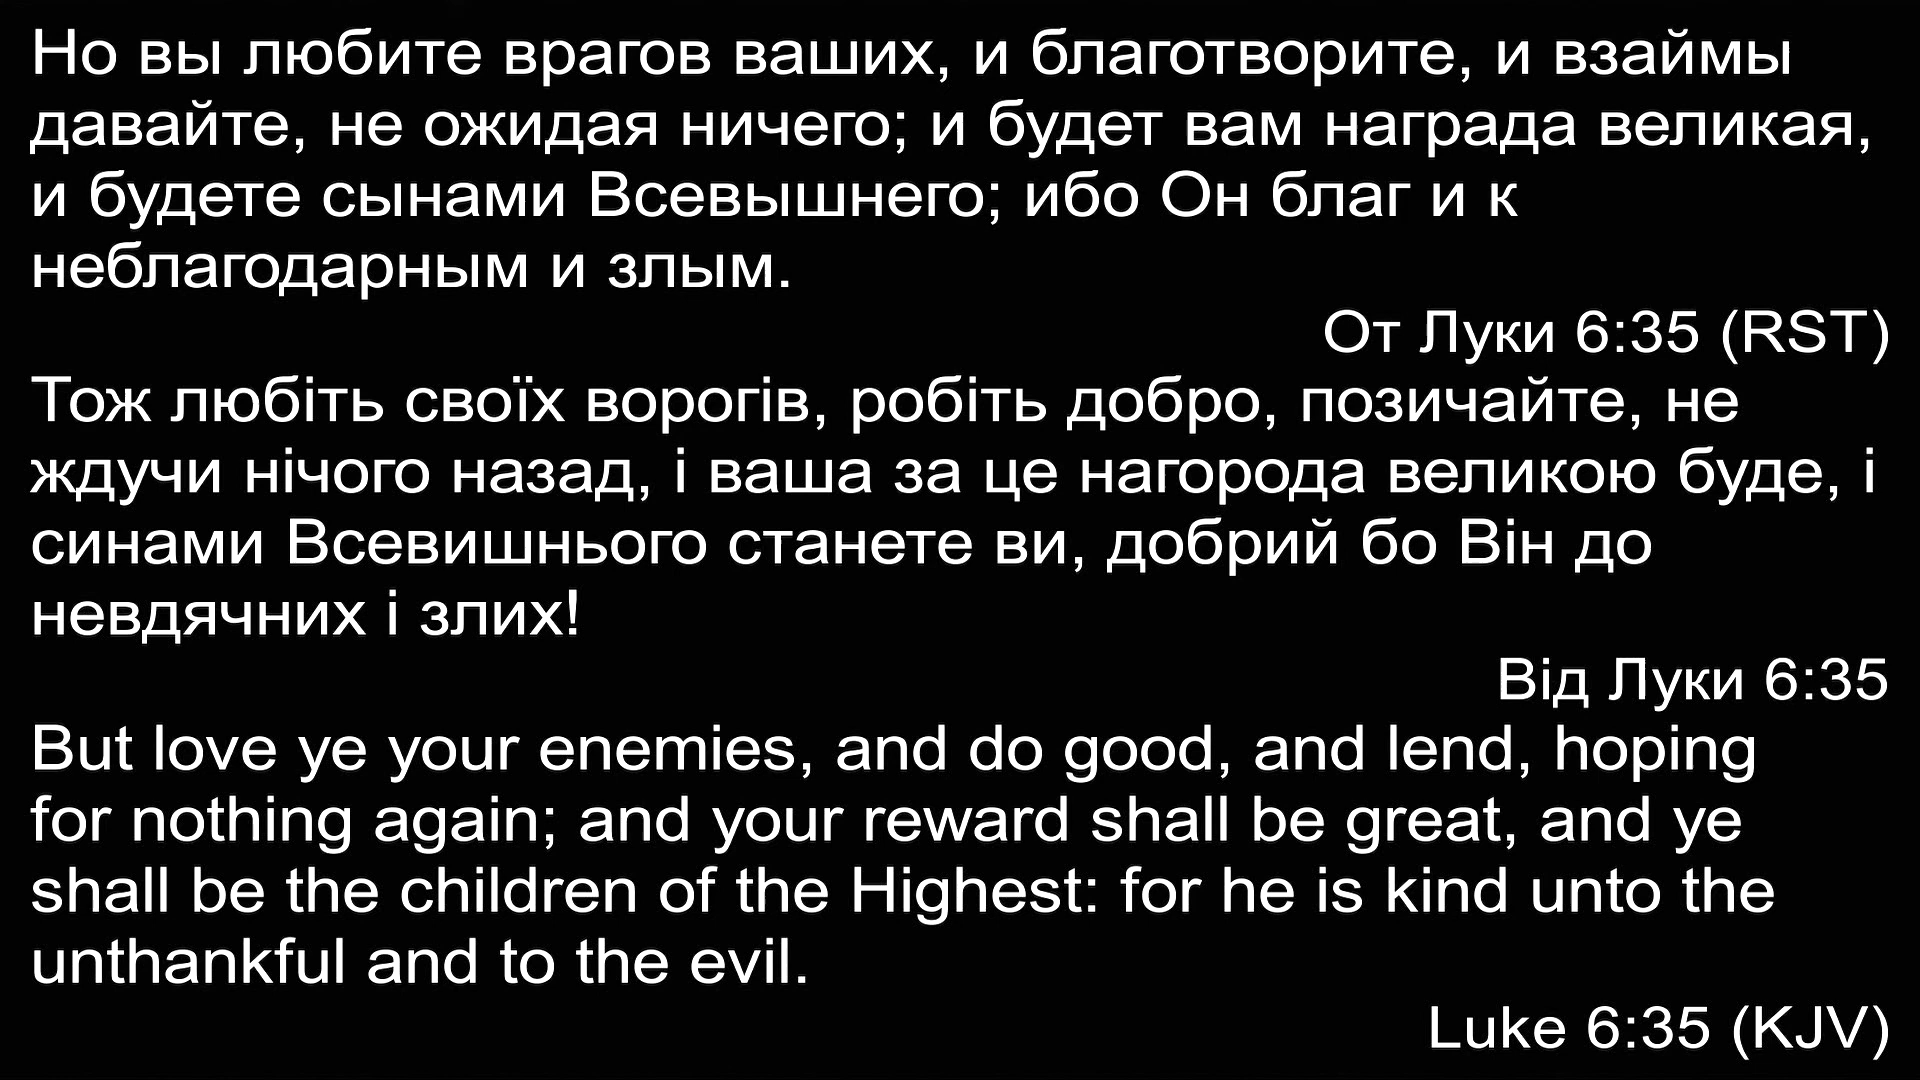 Но вы любите врагов ваших, и благотворите, и взаймы
давайте, не ожидая ничего; и будет вам награда великая,
и будете сынами Всевышнего; ибо Он благ и к
неблагодарным и злым.
От Луки 6:35 (RST)
Тож любіть своїх ворогів, робіть добро, позичайте, не
ждучи нічого назад, і ваша за це нагорода великою буде, і
синами Всевишнього станете ви, добрий бо Він до
невдячних і злих!
Від Луки 6:35
But love ye your enemies, and do good, and lend, hoping
for nothing again; and your reward shall be great, and ye
shall be the children of the Highest: for he is kind unto the
unthankful and to the evil.
Luke 6:35 (KJV)